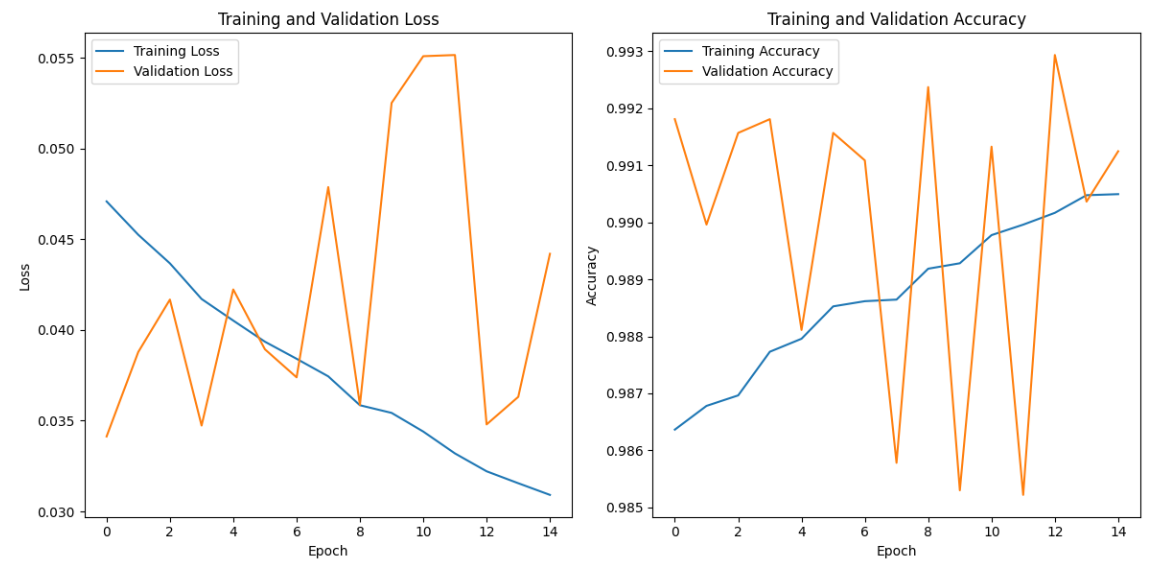 Training and Validation Loss
Training Loss
Validation Loss
0.055
0.050
0.045
0.040
0.035
0.030
Loss
0 2 4 6 8 10 12 14
Epoch
Training and Validation Accuracy
Training Accuracy
Validation Accuracy
0.993
0.992
0.991
0.990
0.989
0.988
0.987
0.986
0.985
Accuracy
0 2 4 6 8 10 12 14
Epoch